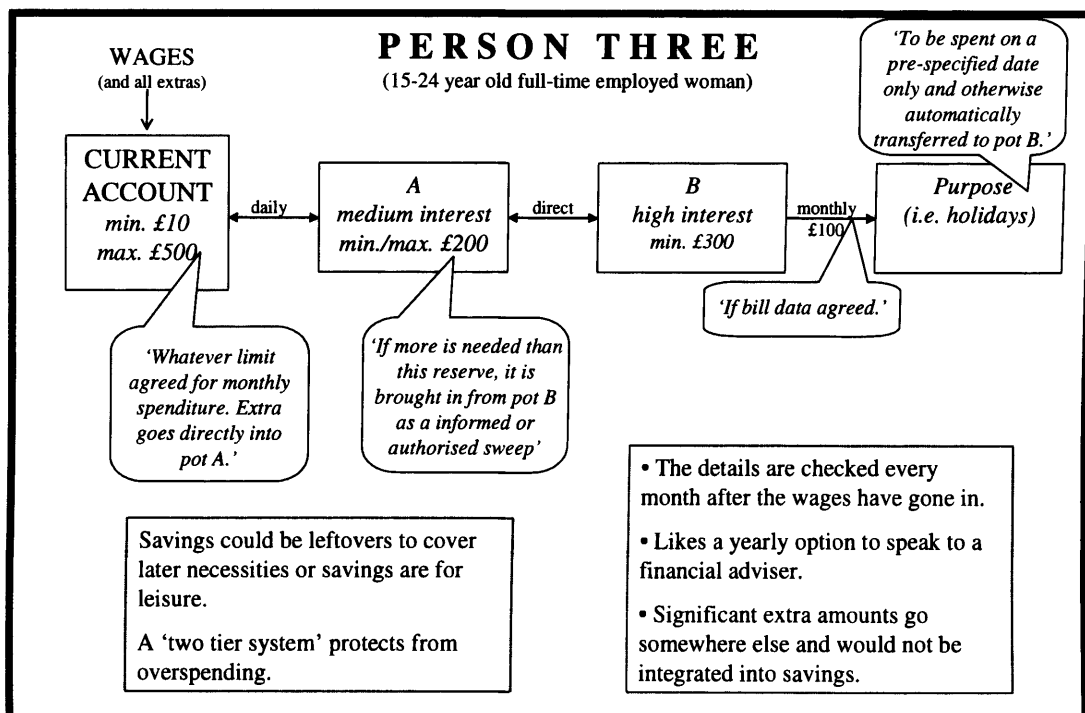 PERSON THREE
(15-24 year old full-time employed woman)
WAGES
(and all extras)
'To be spent on a
pre-specified date
only and otherwise
automatically
transferred to pot B.'
CURRENT
ACCOUNT
min. £10
max. £500
daily
A
medium interest
min./max. £200
direct
B
high interest
min. £300
monthly
£100
Purpose
(i.e. holidays)
'Whatever limit
agreed for monthly
spenditure. Extra
goes directly into
pot A.'
'If more is needed than
this reserve, it is
brought in from pot B
as a informed or
authorised sweep'
'If bill data agreed.'
Savings could be leftovers to cover
later necessities or savings are for
leisure.
A 'two tier system' protects from
overspending.
• The details are checked every
month after the wages have gone in.
• Likes a yearly option to speak to a
financial adviser.
• Significant extra amounts go
somewhere else and would not be
integrated into savings.